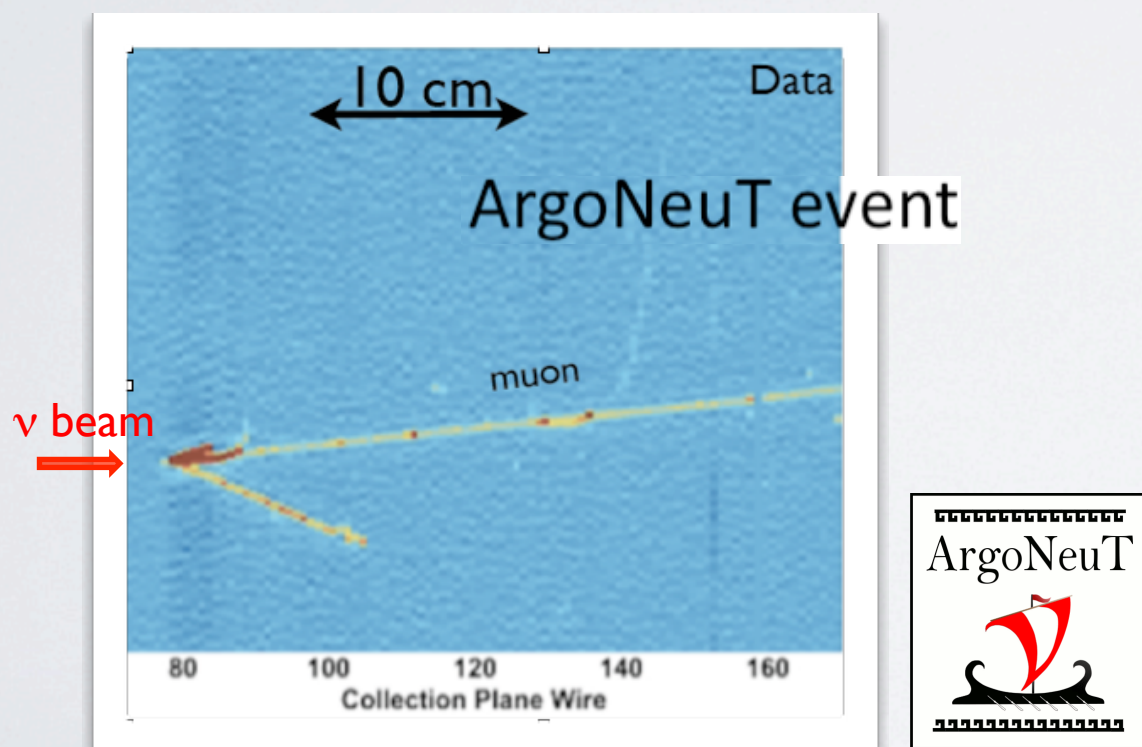 10 cm
Data
ArgoNeuT event
muon
ν beam
80 100 120 140 160
Collection Plane Wire
ArgoNeuT